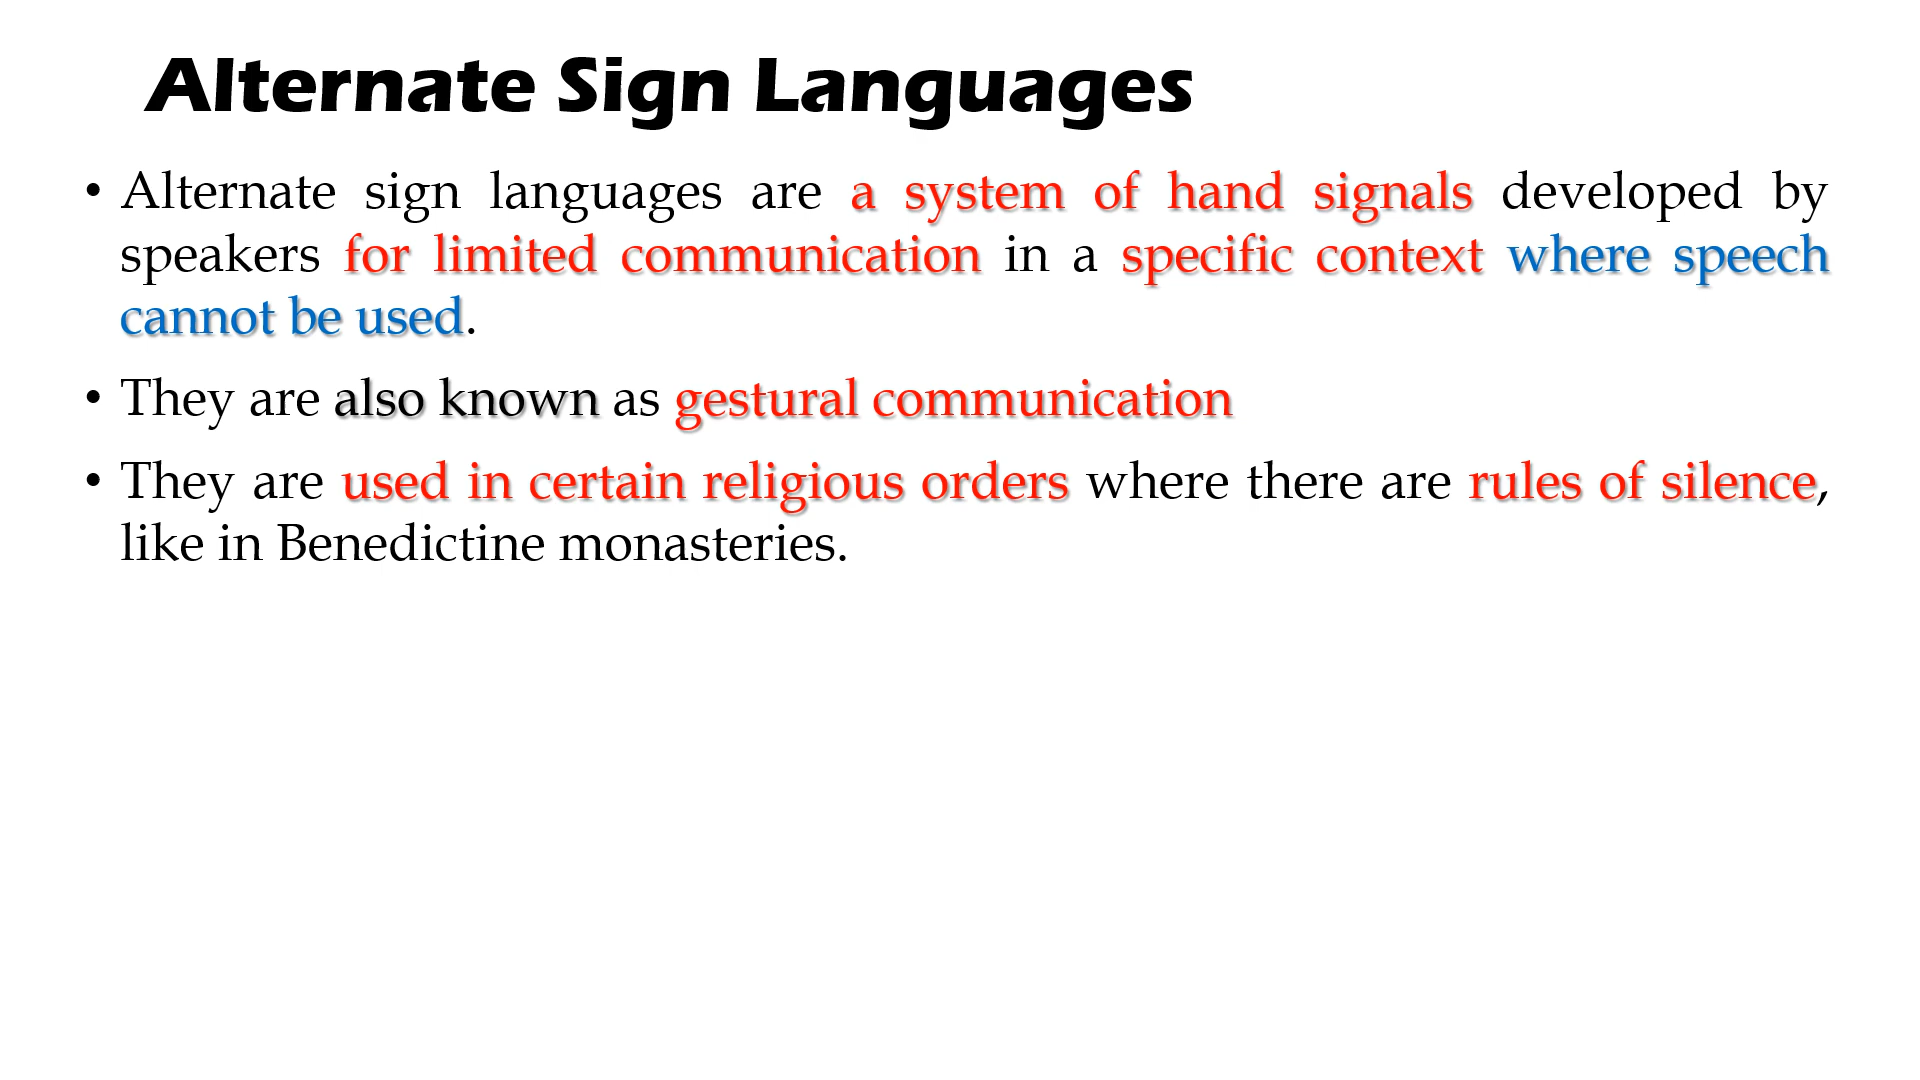 Alternate Sign Languages
• Alternate sign languages are a system of hand signals developed by
speakers for limited communication in a specific context where speech
cannot be used.
• They are also known as gestural communication
• They are used in certain religious orders where there are rules of silence,
like in Benedictine monasteries.